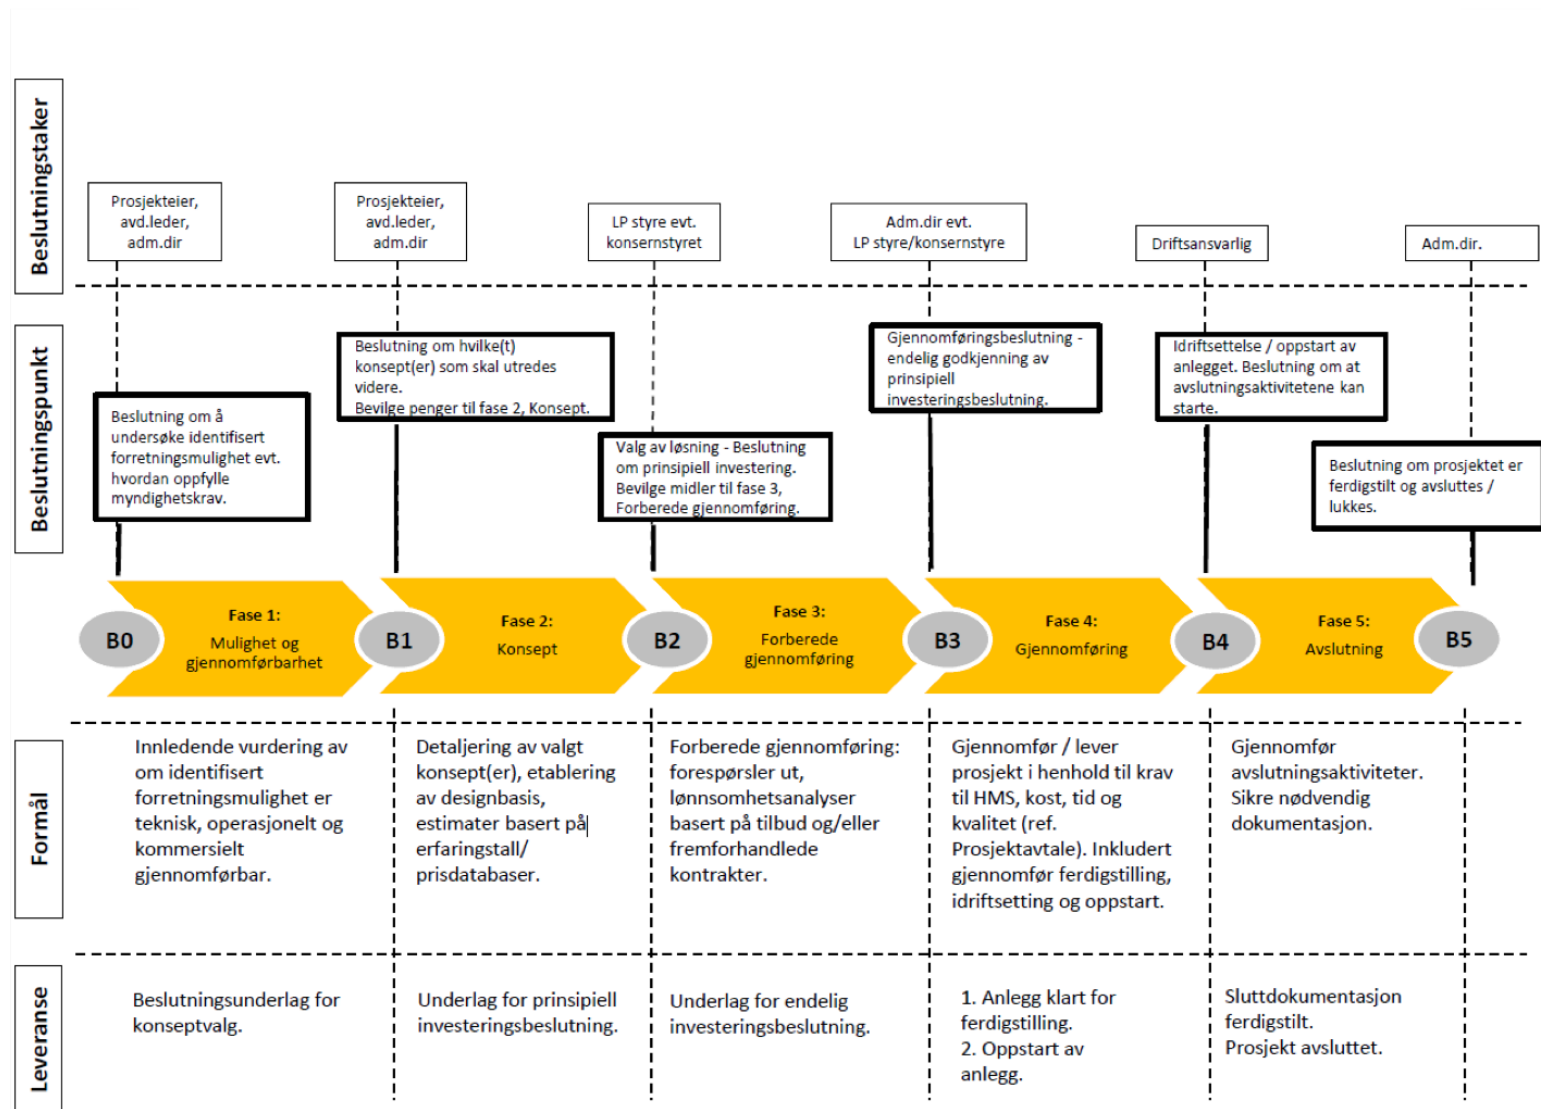 Beslutningstaker
Prosjekteier,
avd.leder,
adm.dir
Prosjekteier,
avd.leder,
adm.dir
LP styre evt.
konsernstyret
Adm.dir evt.
LP styre/konsernstyre
Driftsansvarlig
Adm.dir.
Beslutningspunkt
Beslutning om å
undersøke identifisert
forretningsmulighet evt.
hvordan oppfylle
myndighetskrav.
Beslutning om hvilke(t)
konsept(er) som skal utredes
videre.
Bevilge penger til fase 2, Konsept.
Valg av løsning - Beslutning
om prinsipiell investering.
Bevilge midler til fase 3,
Forberede gjennomføring.
Gjennomføringsbeslutning -
endelig godkjenning av
prinsipiell
investeringsbeslutning.
Idriftsettelse / oppstart av
anlegget. Beslutning om at
avslutningsaktivitetene kan
starte.
Beslutning om prosjektet er
ferdigstilt og avsluttes /
lukkes.
B0
Fase 1:
Mulighet og
gjennomførbarhet
B1
Fase 2:
Konsept
B2
Fase 3:
Forberede
gjennomføring
B3
Fase 4:
Gjennomføring
B4
Fase 5:
Avslutning
B5
Formål
Innledende vurdering av
om identifisert
forretningsmulighet er
teknisk, operasjonelt og
kommersielt
gjennomførbar.
Detaljering av valgt
konsept(er), etablering
av designbasis,
estimater basert på
erfaringstall/
prisdatabaser.
Forberede gjennomføring:
forespørsler ut,
lønnsomhetsanalyser
basert på tilbud og/eller
fremforhandlede
kontrakter.
Gjennomfør / lever
prosjekt i henhold til krav
til HMS, kost, tid og
kvalitet (ref.
Prosjektavtale). Inkludert
gjennomfør ferdigstilling,
idriftsetting og oppstart.
Gjennomfør
avslutningsaktiviteter.
Sikre nødvendig
dokumentasjon.
Leveranse
Beslutningsunderlag for
konseptvalg.
Underlag for prinsipiell
investeringsbeslutning.
Underlag for endelig
investeringsbeslutning.
1. Anlegg klart for
ferdigstilling.
2. Oppstart av
anlegg.
Sluttdokumentasjon
ferdigstilt.
Prosjekt avsluttet.